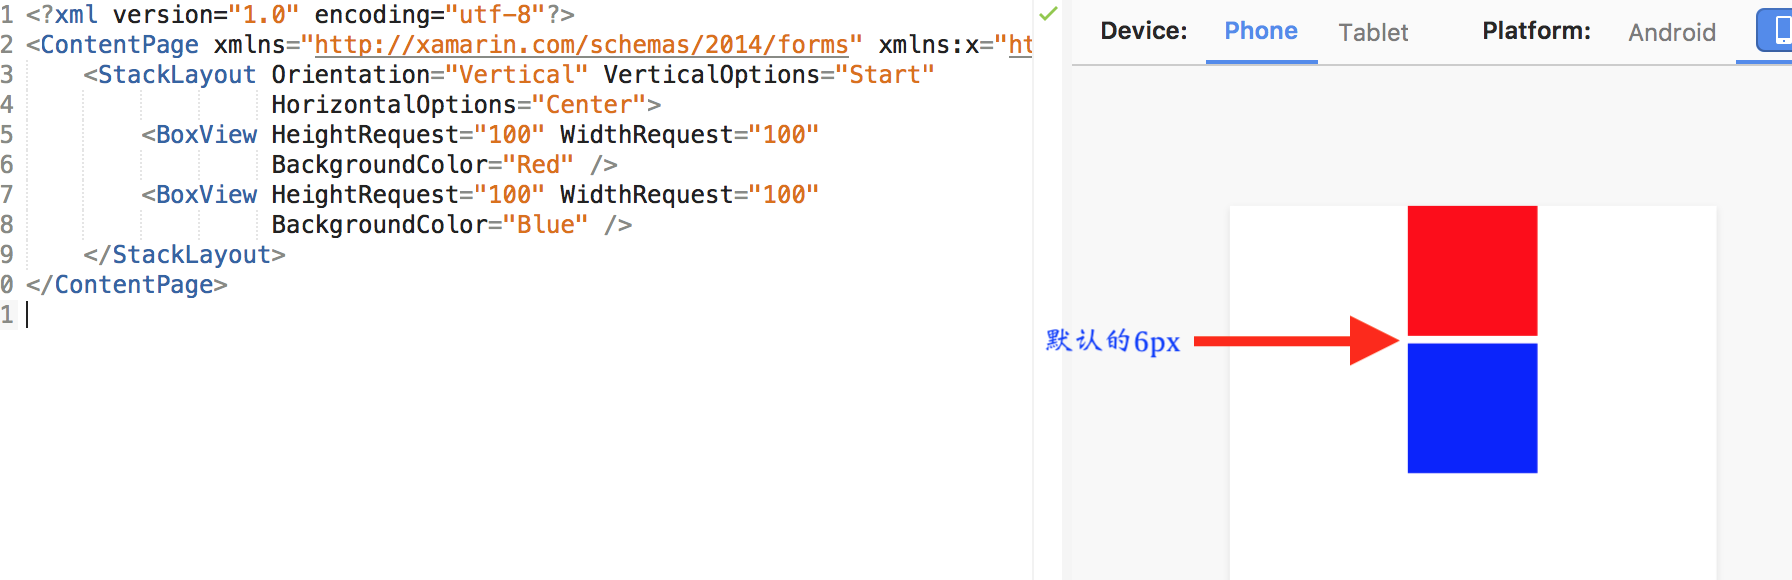 1 <?xml version="1.0" encoding="utf-8"?>
2 <ContentPage xmlns="http://xamarin.com/schemas/2014/forms" xmlns:x="ht
3     <StackLayout Orientation="Vertical" VerticalOptions="Start"
4                  HorizontalOptions="Center">
5         <BoxView HeightRequest="100" WidthRequest="100"
6                  BackgroundColor="Red" />
7         <BoxView HeightRequest="100" WidthRequest="100"
8                  BackgroundColor="Blue" />
9     </StackLayout>
0 </ContentPage>
1
Device: Phone Tablet Platform: Android
默认的6px